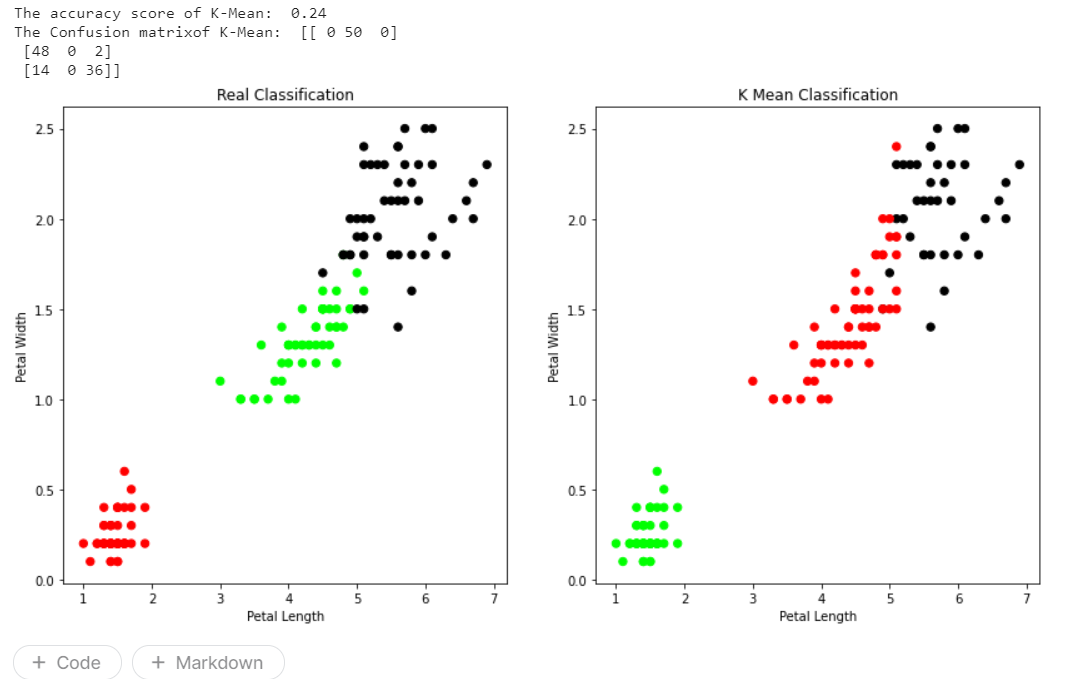 The accuracy score of K-Mean:  0.24
The Confusion matrixof K-Mean:  [[ 0 50  0]
 [48  0  2]
 [14  0 36]]
Real Classification
2.5
2.0
1.5
1.0
0.5
0.0
Petal Width
1 2 3 4 5 6 7
Petal Length
K Mean Classification
2.5
2.0
1.5
1.0
0.5
0.0
Petal Width
1 2 3 4 5 6 7
Petal Length
+ Code
+ Markdown